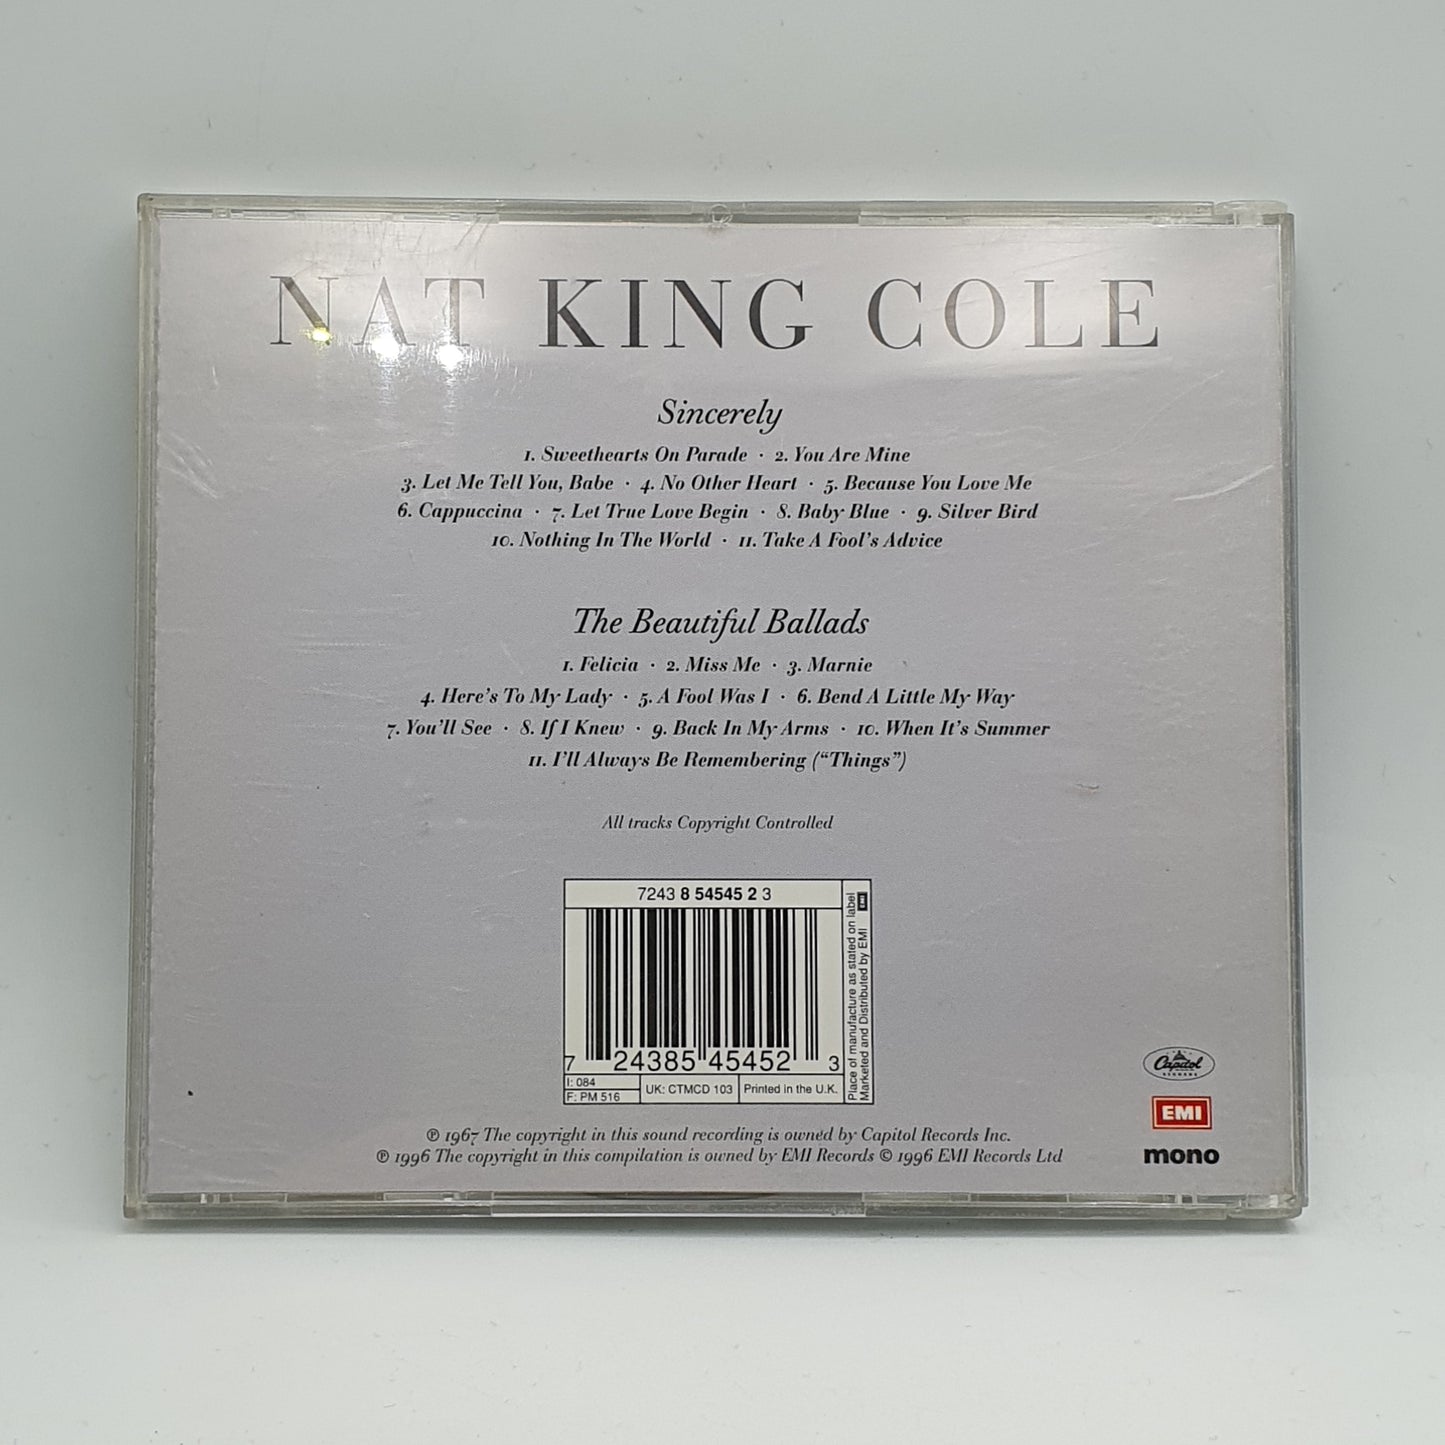 NAT KING COLE
Sincerely
1. Sweethearts On Parade · 2. You Are Mine
3. Let Me Tell You, Babe · 4. No Other Heart · 5. Because You Love Me
6. Cappuccina · 7. Let True Love Begin · 8. Baby Blue · 9. Silver Bird
10. Nothing In The World · 11. Take A Fool's Advice
The Beautiful Ballads
1. Felicia · 2. Miss Me · 3. Marnie
4. Here's To My Lady · 5. A Fool Was I · 6. Bend A Little My Way
7. You'll See · 8. If I Knew · 9. Back In My Arms · 10. When It's Summer
11. I'll Always Be Remembering ("Things")
All tracks Copyright Controlled
7243 8 54545 2 3
7 24385 45452 3
I: 084
F: PM 516
UK: CTMCD 103
Printed in the U.K.
Place of manufacture as stated on label
Marketed and Distributed by EMI
EMI
Capitol
RECORDS
EMI
mono
℗ 1967 The copyright in this sound recording is owned by Capitol Records Inc.
℗ 1996 The copyright in this compilation is owned by EMI Records © 1996 EMI Records Ltd